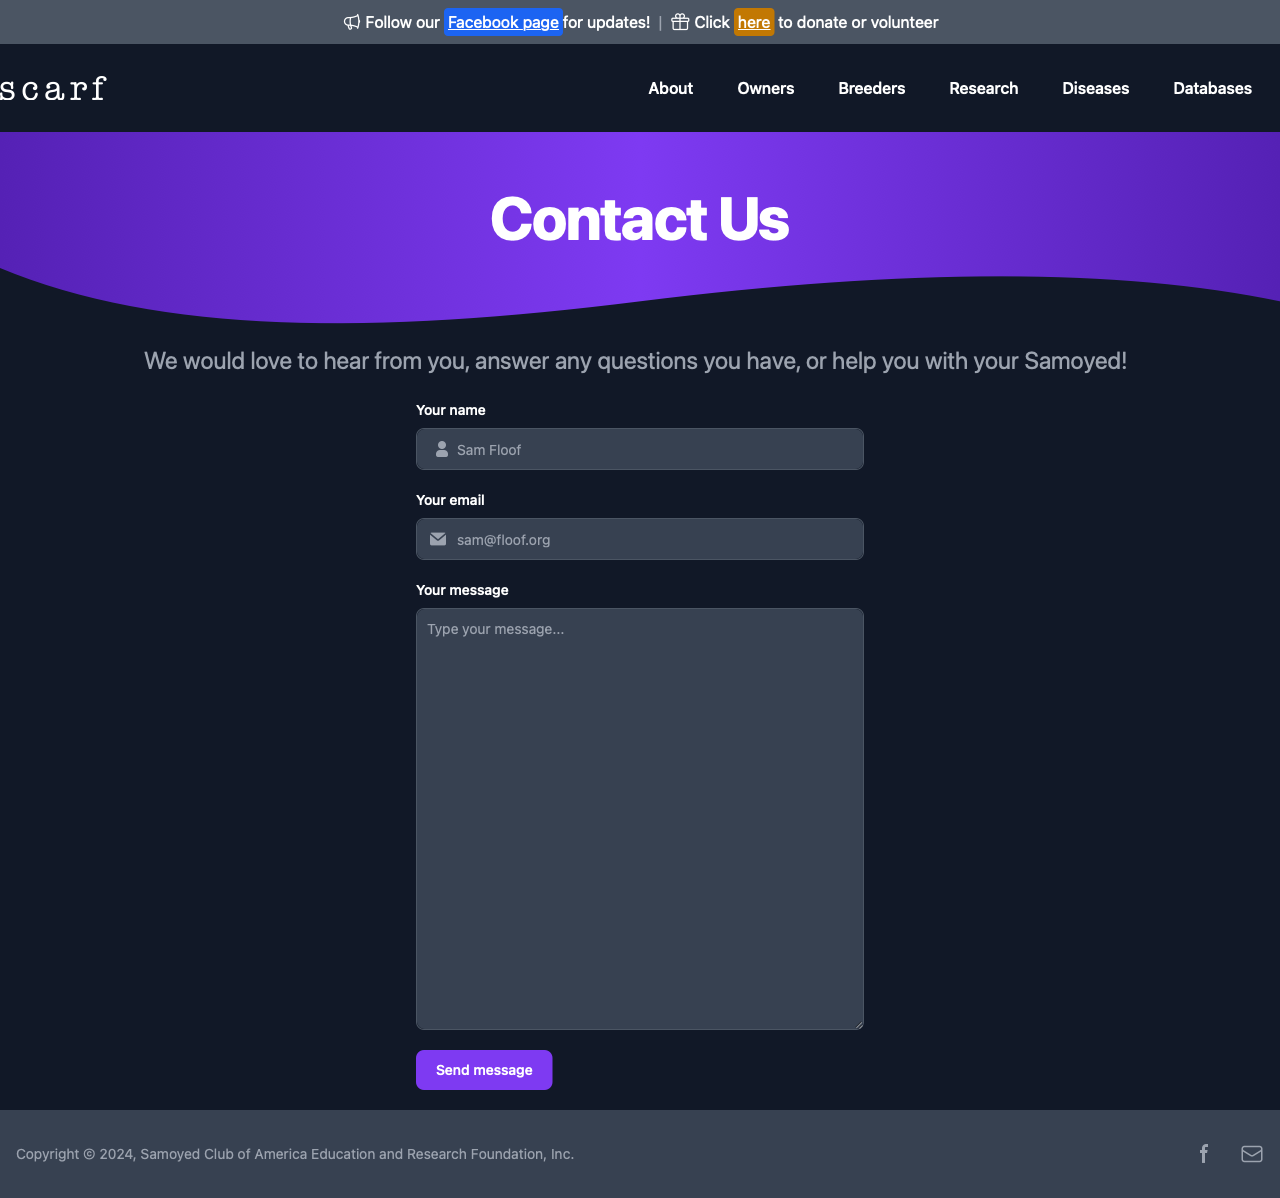 Follow our Facebook page for updates! | Click here to donate or volunteer
scarf
About Owners Breeders Research Diseases Databases
Contact Us
We would love to hear from you, answer any questions you have, or help you with your Samoyed!
Your name
Sam Floof
Your email
sam@floof.org
Your message
Type your message...
Send message
Copyright © 2024, Samoyed Club of America Education and Research Foundation, Inc.